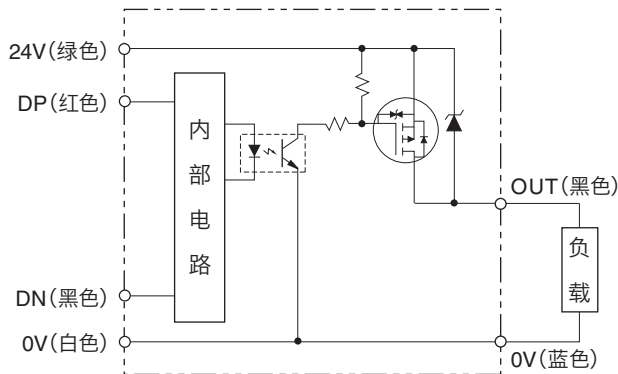 24V(绿色)
DP(红色)
内部电路
OUT(黑色)
负载
DN(黑色)
0V(白色)
0V(蓝色)